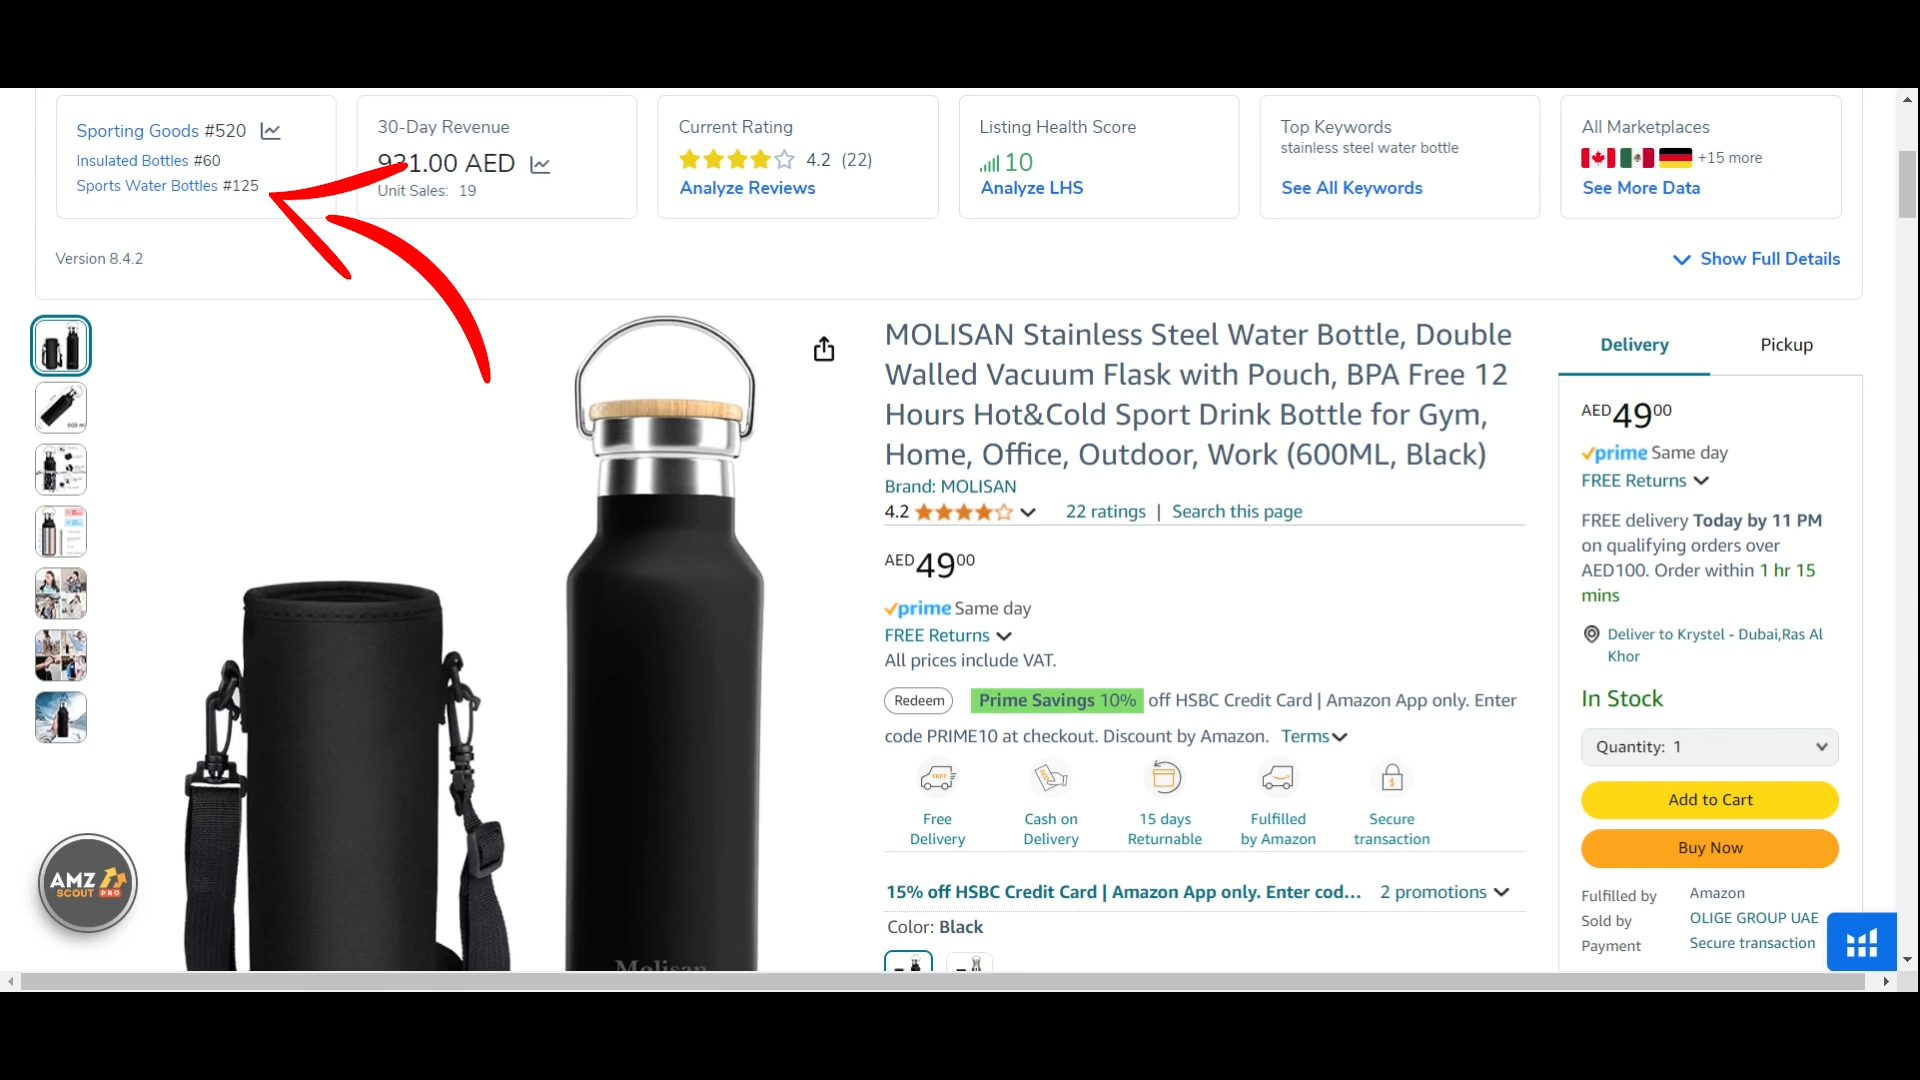 Sporting Goods #520
Insulated Bottles #60
Sports Water Bottles #125
30-Day Revenue
931.00 AED
Unit Sales: 19
Current Rating
4.2 (22)
Analyze Reviews
Listing Health Score
10
Analyze LHS
Top Keywords
stainless steel water bottle
See All Keywords
All Marketplaces
+15 more
See More Data
Version 8.4.2
Show Full Details
MOLISAN Stainless Steel Water Bottle, Double
Walled Vacuum Flask with Pouch, BPA Free 12
Hours Hot&Cold Sport Drink Bottle for Gym,
Home, Office, Outdoor, Work (600ML, Black)
Brand: MOLISAN
4.2
22 ratings | Search this page
AED4900
prime Same day
FREE Returns
All prices include VAT.
Redeem Prime Savings 10% off HSBC Credit Card | Amazon App only. Enter
code PRIME10 at checkout. Discount by Amazon. Terms
FREE
Free
Delivery
Cash on
Delivery
15 days
Returnable
Fulfilled
by Amazon
Secure
transaction
15% off HSBC Credit Card | Amazon App only. Enter cod... 2 promotions
Color: Black
Delivery
Pickup
AED4900
prime Same day
FREE Returns
FREE delivery Today by 11 PM
on qualifying orders over
AED100. Order within 1 hr 15
mins
Deliver to Krystel - Dubai,Ras Al
Khor
In Stock
Quantity: 1
Add to Cart
Buy Now
Fulfilled by Amazon
Sold by OLIGE GROUP UAE
Payment Secure transaction
Molisan
AMZ
SCOUT PRO